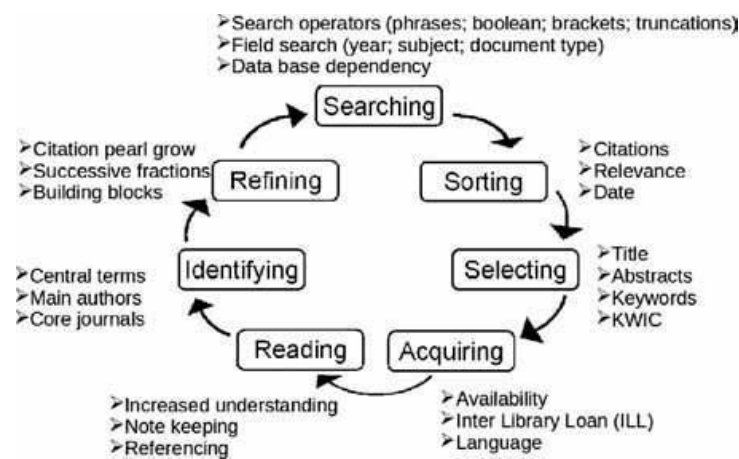 ➢Search operators (phrases; boolean; brackets; truncations)
➢Field search (year; subject; document type)
➢Data base dependency
Searching
➢Citation pearl grow
➢Successive fractions
➢Building blocks
Refining
Sorting
➢Citations
➢Relevance
➢Date
➢Central terms
➢Main authors
➢Core journals
Identifying
Selecting
➢Title
➢Abstracts
➢Keywords
➢KWIC
Reading
Acquiring
➢Increased understanding
➢Note keeping
➢Referencing
➢Availability
➢Inter Library Loan (ILL)
➢Language